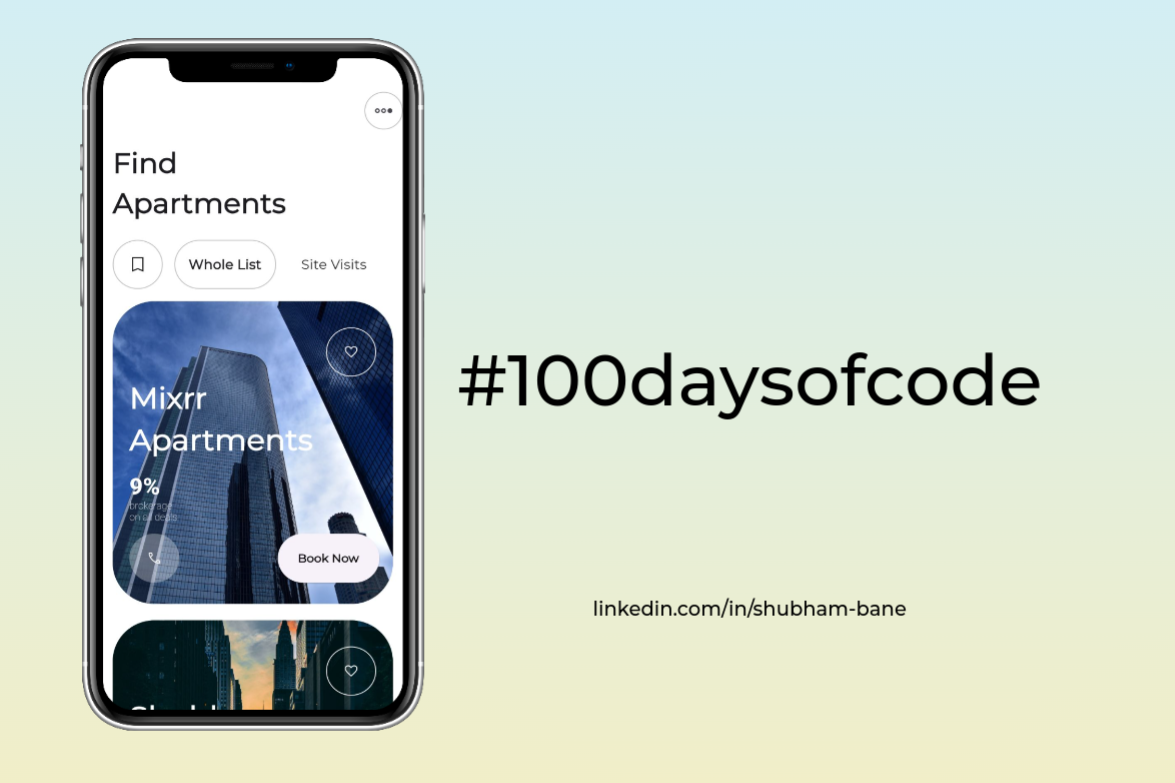 Find
Apartments
Whole List
Site Visits
Mixrr
Apartments
9%
brokerage
on all deals
Book Now
#100daysofcode
linkedin.com/in/shubham-bane